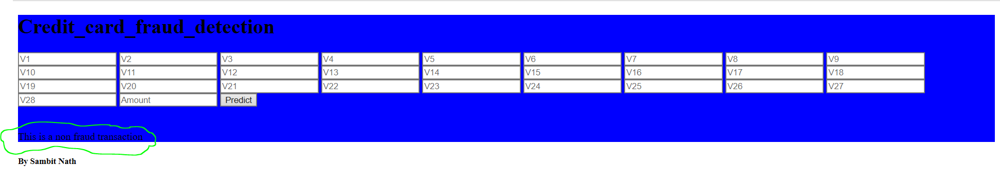 Credit_card_fraud_detection
V1 V2 V3 V4 V5 V6 V7 V8 V9
V10 V11 V12 V13 V14 V15 V16 V17 V18
V19 V20 V21 V22 V23 V24 V25 V26 V27
V28 Amount Predict
This is a non fraud transaction
By Sambit Nath